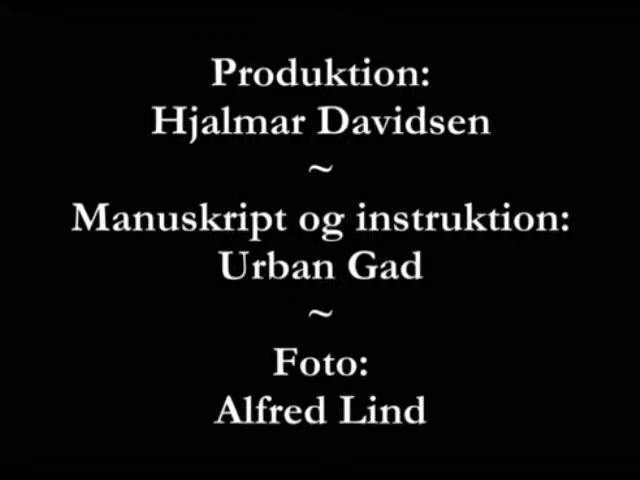 Produktion:
Hjalmar Davidsen
~
Manuskript og instruktion:
Urban Gad
~
Foto:
Alfred Lind